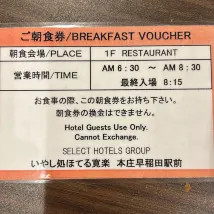 ご朝食券/BREAKFAST VOUCHER
朝食会場/PLACE 1F RESTAURANT
営業時間/TIME AM 6:30 ～ AM 8:30
最終入場 8:15
お食事の際、この朝食券をお持ち下さい。
朝食券の換金はできません。
Hotel Guests Use Only.
Cannot Exchange.
SELECT HOTELS GROUP
いやし処ほてる寛楽 本庄早稲田駅前